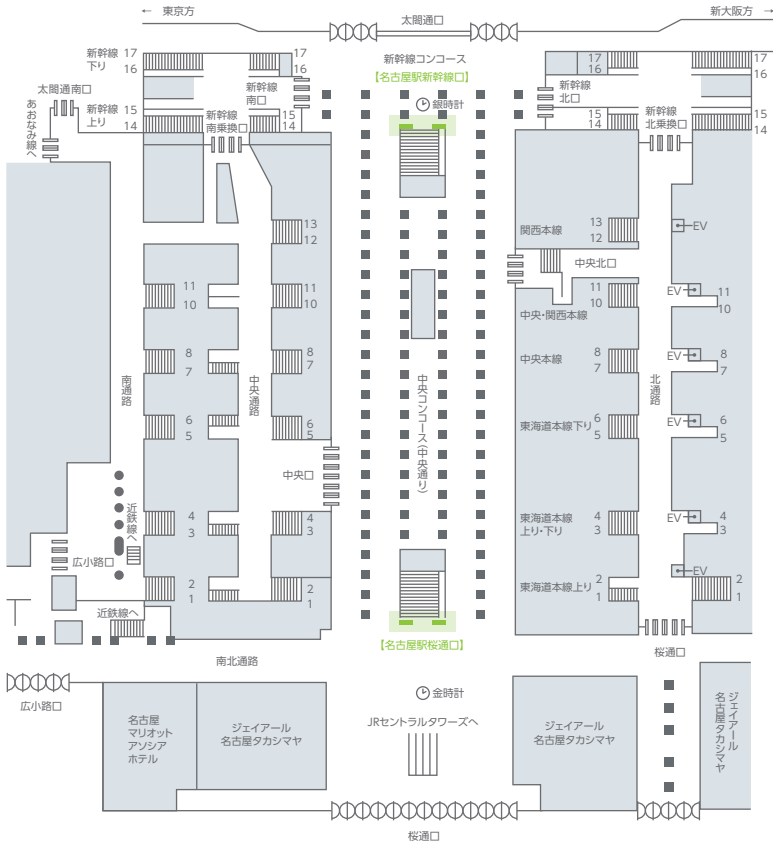 ← 東京方
太閤通口
新大阪方 →
新幹線
下り
17
16
17
16
新幹線コンコース
【名古屋駅新幹線口】
17
16
17
16
太閤通南口
新幹線
上り
15
14
新幹線
南口
15
14
新幹線
南乗換口
銀時計
新幹線
北口
15
14
新幹線
北乗換口
15
14
あおなみ線へ
13
12
関西本線
13
12
EV
中央北口
11
10
11
10
中央・関西本線
11
10
EV
11
10
8
7
8
7
中央本線
8
7
EV
8
7
南通路
中央通路
中央コンコース(中央通り)
北通路
6
5
6
5
東海道本線下り
6
5
EV
6
5
中央口
近鉄線へ
4
3
4
3
東海道本線
上り・下り
4
3
EV
4
3
広小路口
2
1
2
1
東海道本線上り
2
1
EV
2
1
近鉄線へ
【名古屋駅桜通口】
南北通路
桜通口
広小路口
金時計
名古屋
マリオット
アソシア
ホテル
ジェイアール
名古屋タカシマヤ
JRセントラルタワーズへ
ジェイアール
名古屋タカシマヤ
ジェイアール
名古屋タカシマヤ
桜通口